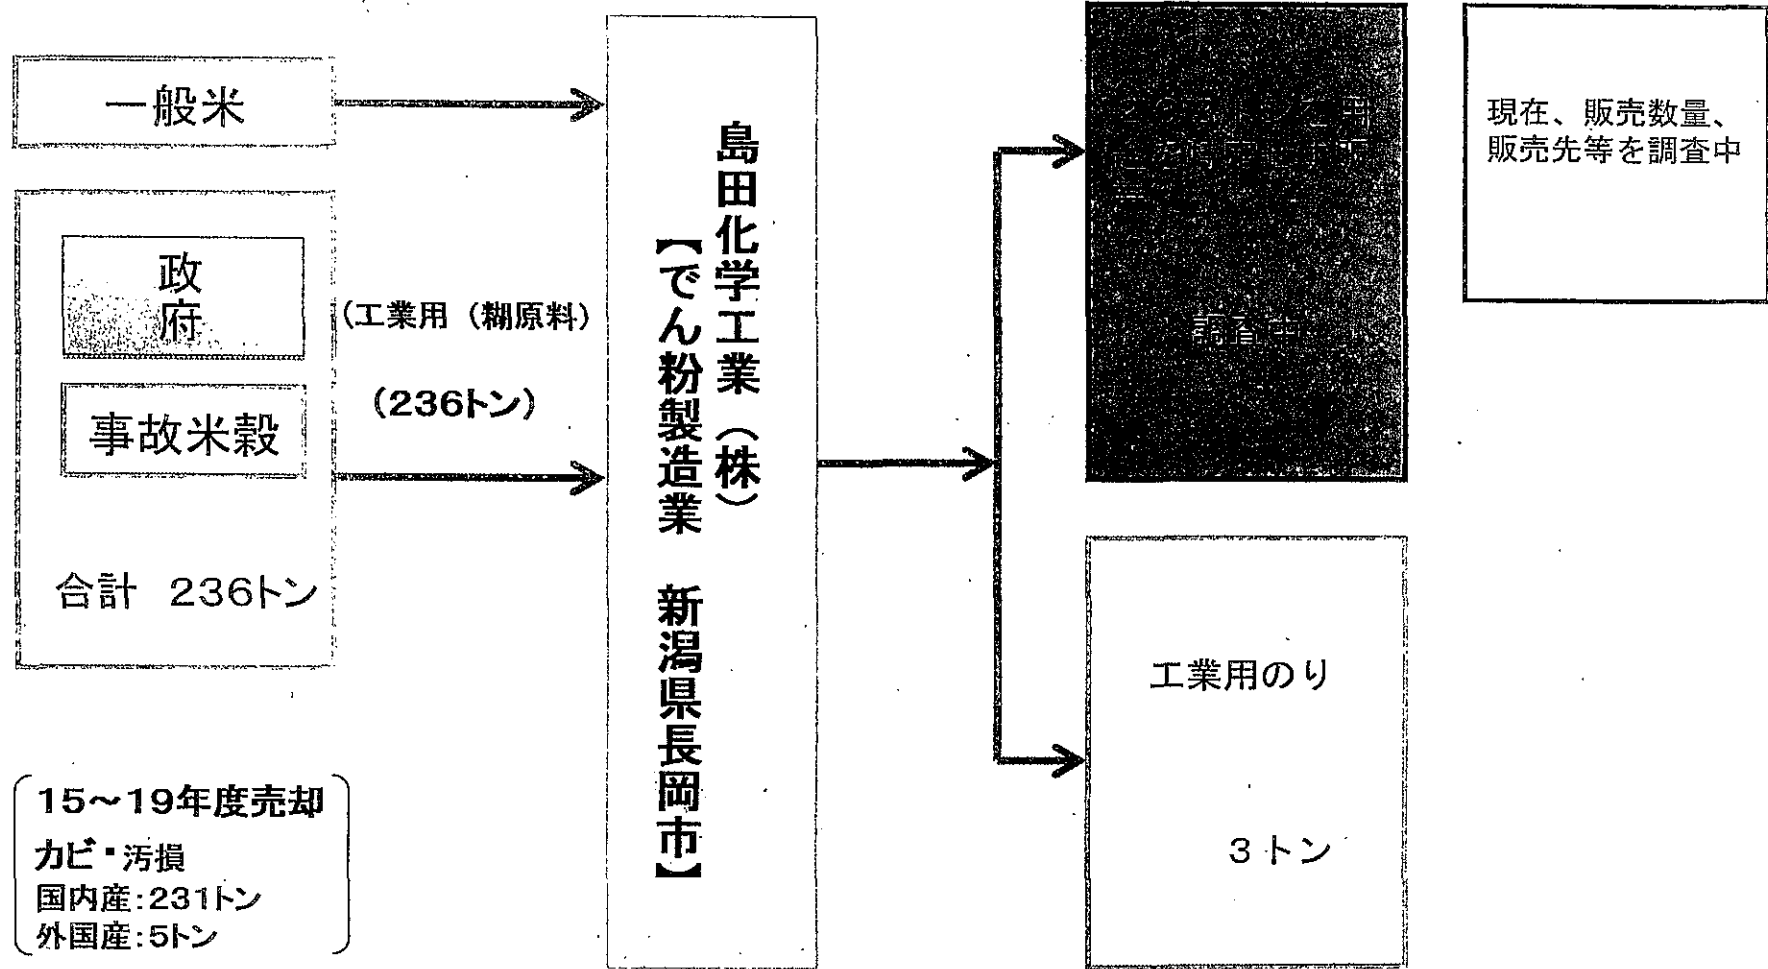 一般米
政
府
事故米穀
合計 236トン
(工業用(糊原料)
(236トン)
15~19年度売却
カビ・汚損
国内産:231トン
外国産:5トン
島田化学工業(株)
【でん粉製造業 新潟県長岡市】
調査中
工業用のり
3トン
現在、販売数量、
販売先等を調査中